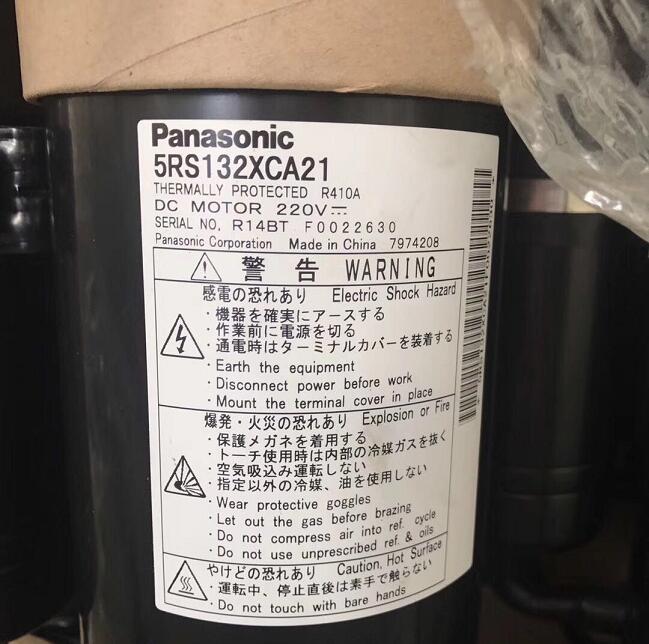 Panasonic
5RS132XCA21
THERMALLY PROTECTED R410A
DC MOTOR 220V⎓
SERIAL NO. R14BT F0022630
Panasonic Corporation Made in China 7974208
警告 WARNING
感電の恐れあり Electric Shock Hazard
・機器を確実にアースする
・作業前に電源を切る
・通電時はターミナルカバーを装着する
・Earth the equipment
・Disconnect power before work
・Mount the terminal cover in place
爆発・火災の恐れあり Explosion or Fire
・保護メガネを着用する
・トーチ使用時は内部の冷媒ガスを抜く
・空気吸込み運転しない
・指定以外の冷媒、油を使用しない
・Wear protective goggles
・Let out the gas before brazing
・Do not compress air into ref. cycle
・Do not use unprescribed ref. & oils
やけどの恐れあり Caution, Hot Surface
・運転中、停止直後は素手で触らない
・Do not touch with bare hands